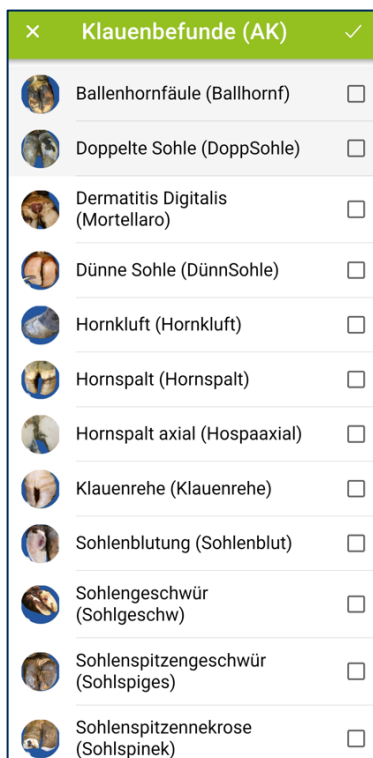 Klauenbefunde (AK)
Ballenhornfäule (Ballhornf)
Doppelte Sohle (DoppSohle)
Dermatitis Digitalis
(Mortellaro)
Dünne Sohle (DünnSohle)
Hornkluft (Hornkluft)
Hornspalt (Hornspalt)
Hornspalt axial (Hospaaxial)
Klauenrehe (Klauenrehe)
Sohlenblutung (Sohlenblut)
Sohlengeschwür
(Sohlgeschw)
Sohlenspitzengeschwür
(Sohlspiges)
Sohlenspitzennekrose
(Sohlspinek)